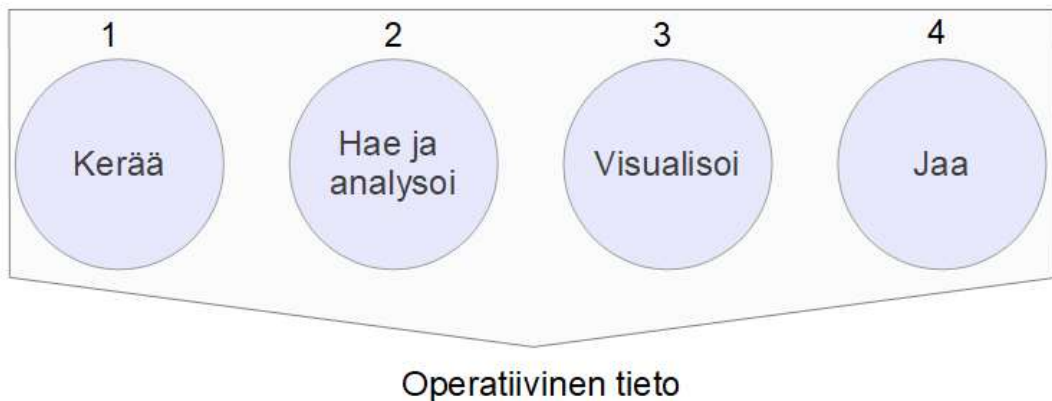 1
2
3
4
Kerää
Hae ja
analysoi
Visualisoi
Jaa
Operatiivinen tieto